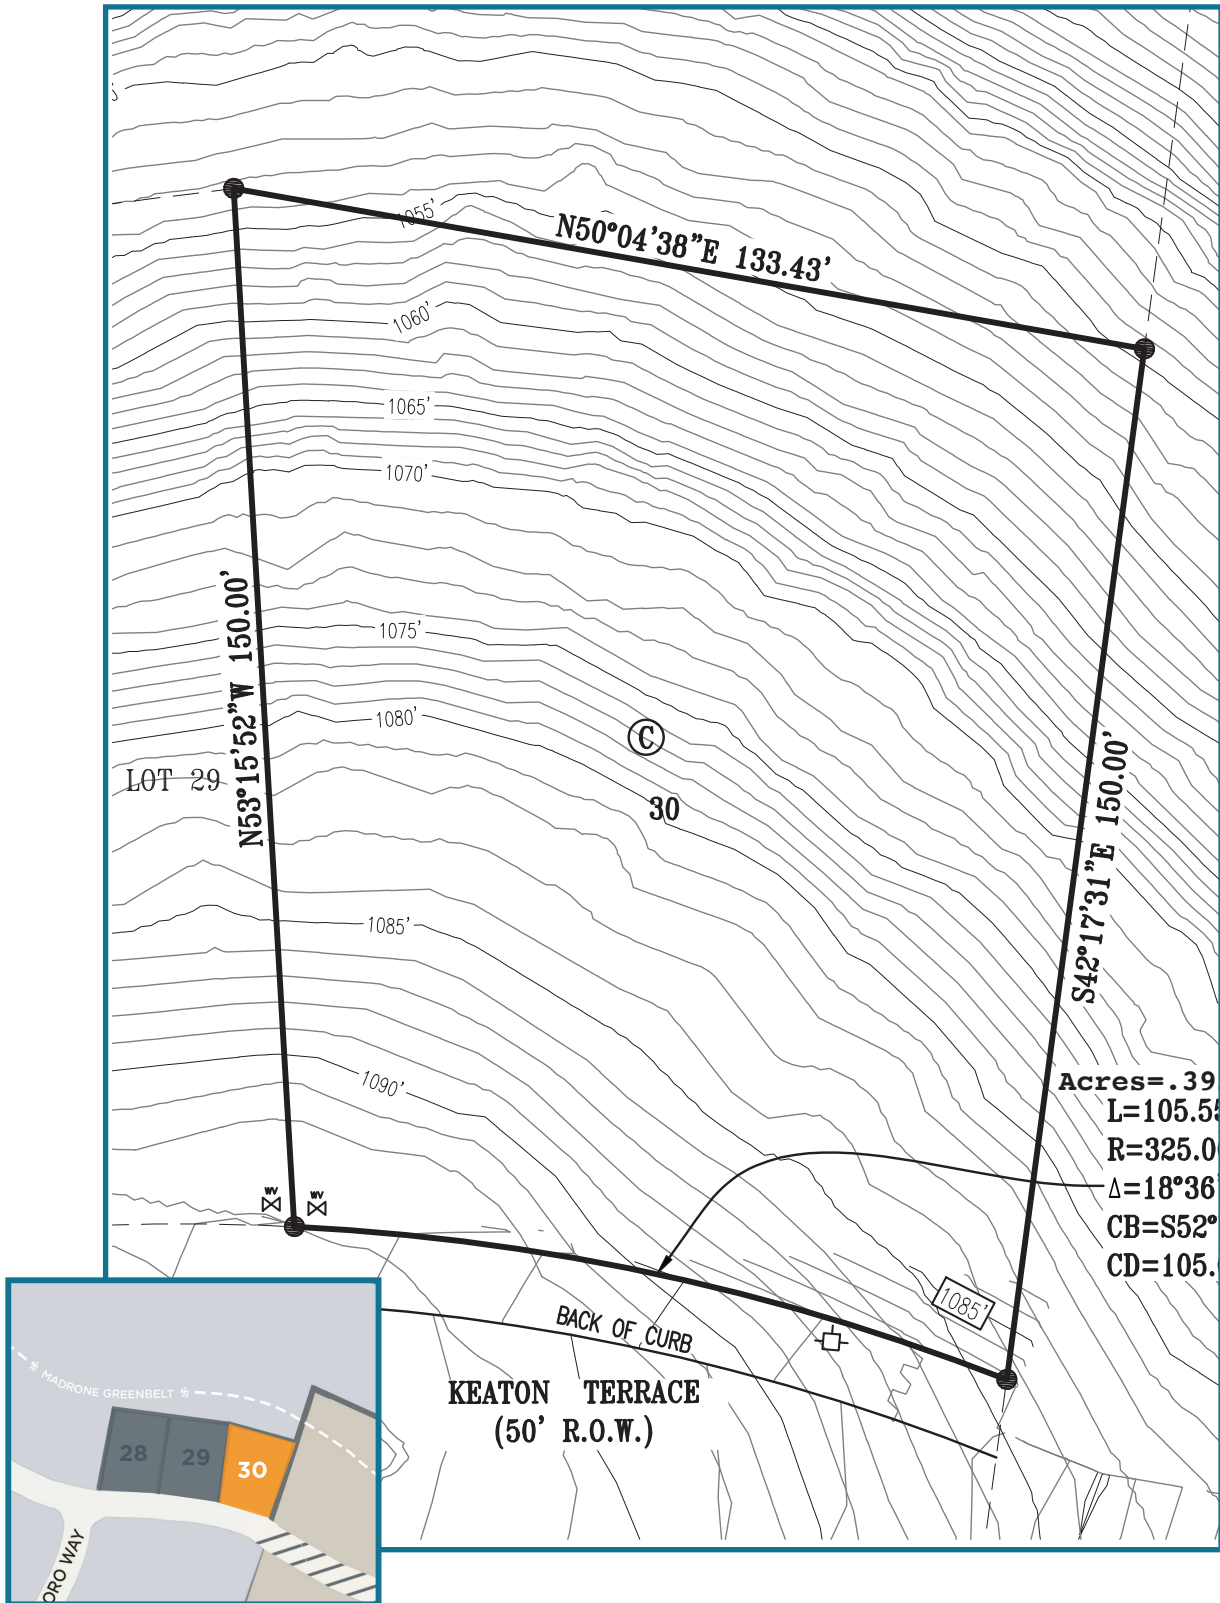 1055'
N50°04'38"E 133.43'
1060'
1065'
1070'
N53°15'52"W 150.00'
1075'
1080'
C
LOT 29
30
S42°17'31"E 150.00'
1085'
1090'
Acres=.39
L=105.5
R=325.0
Δ=18°36
CB=S52°
CD=105.
WV
WV
1085'
BACK OF CURB
KEATON TERRACE
(50' R.O.W.)
MADRONE GREENBELT
28
29
30
ORO WAY